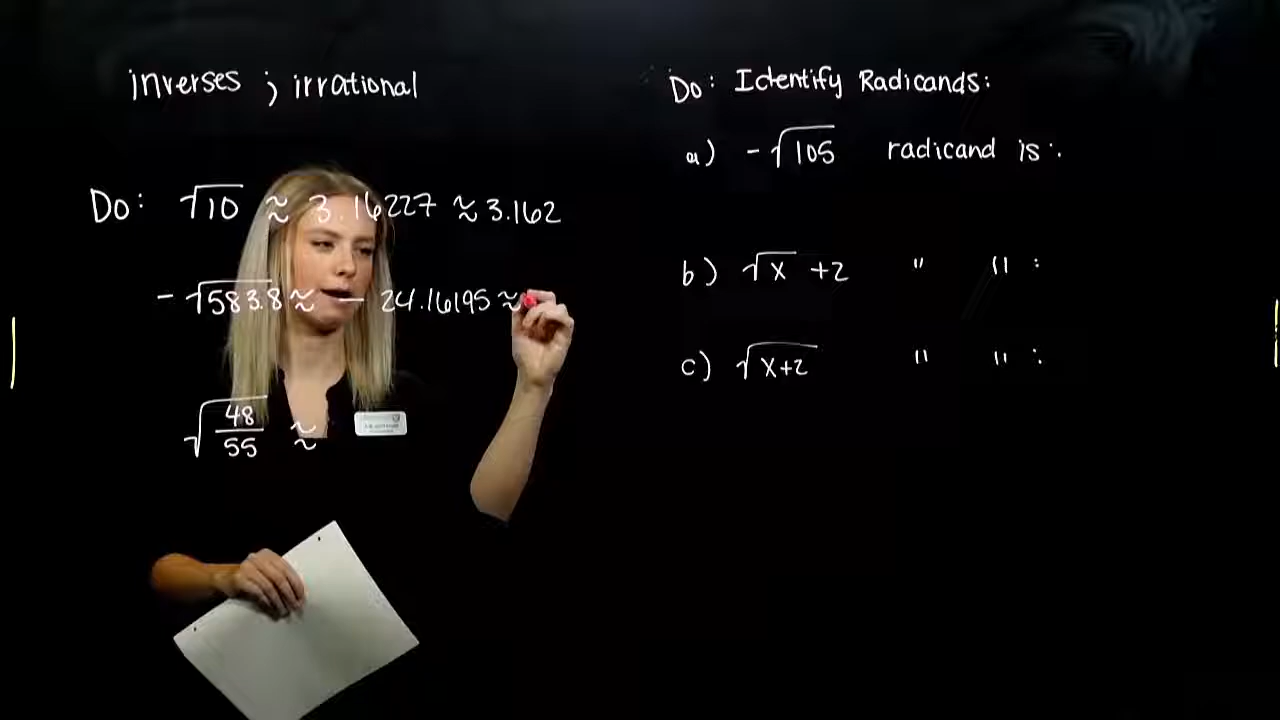 inverses ; irrational
Do: √10 ≈ 3.16227 ≈ 3.162
-√583.8 ≈ - 24.16195 ≈
√48/55 ≈
Do: Identify Radicands:
a) -√105 radicand is:
b) √x +2 " " :
c) √x+2 " " :